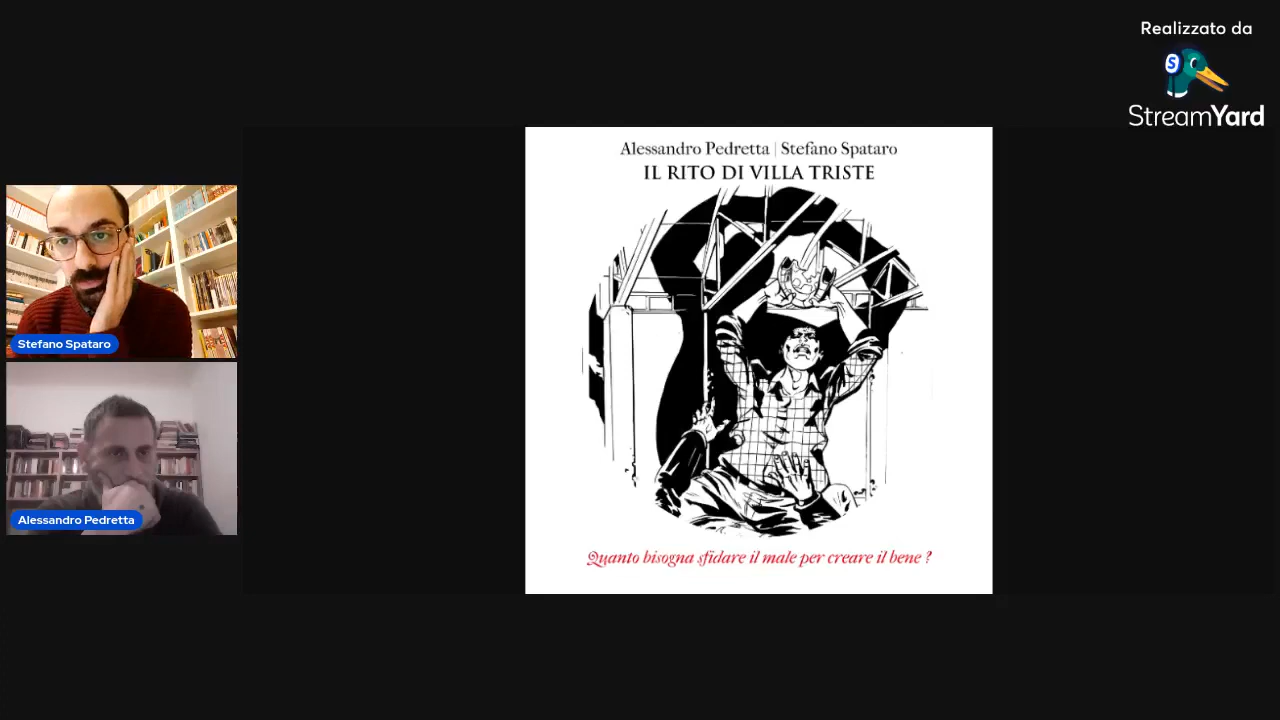 Realizzato da
StreamYard
Alessandro Pedretta | Stefano Spataro
IL RITO DI VILLA TRISTE
Stefano Spataro
Alessandro Pedretta
Quanto bisogna sfidare il male per creare il bene ?